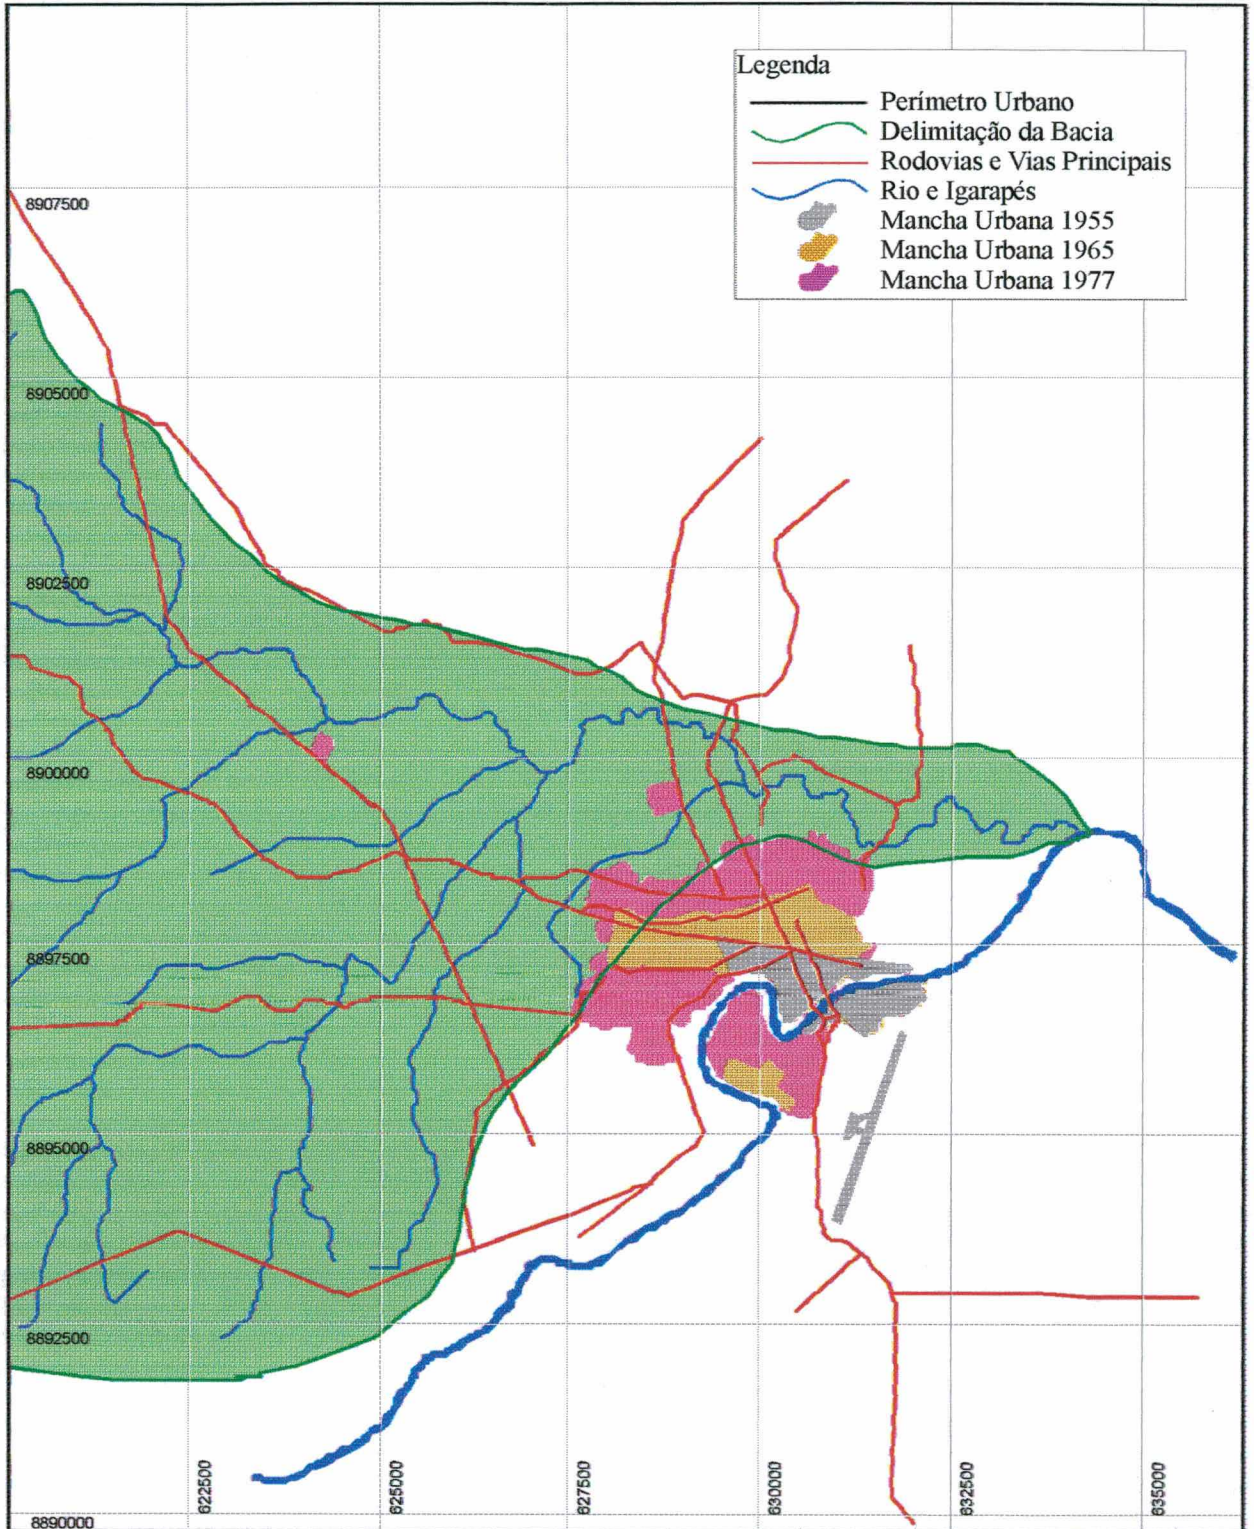 Legenda
Perímetro Urbano
Delimitação da Bacia
Rodovias e Vias Principais
Rio e Igarapés
Mancha Urbana 1955
Mancha Urbana 1965
Mancha Urbana 1977
8907500
8905000
8902500
8900000
8897500
8895000
8892500
8890000
622500
625000
627500
630000
632500
635000